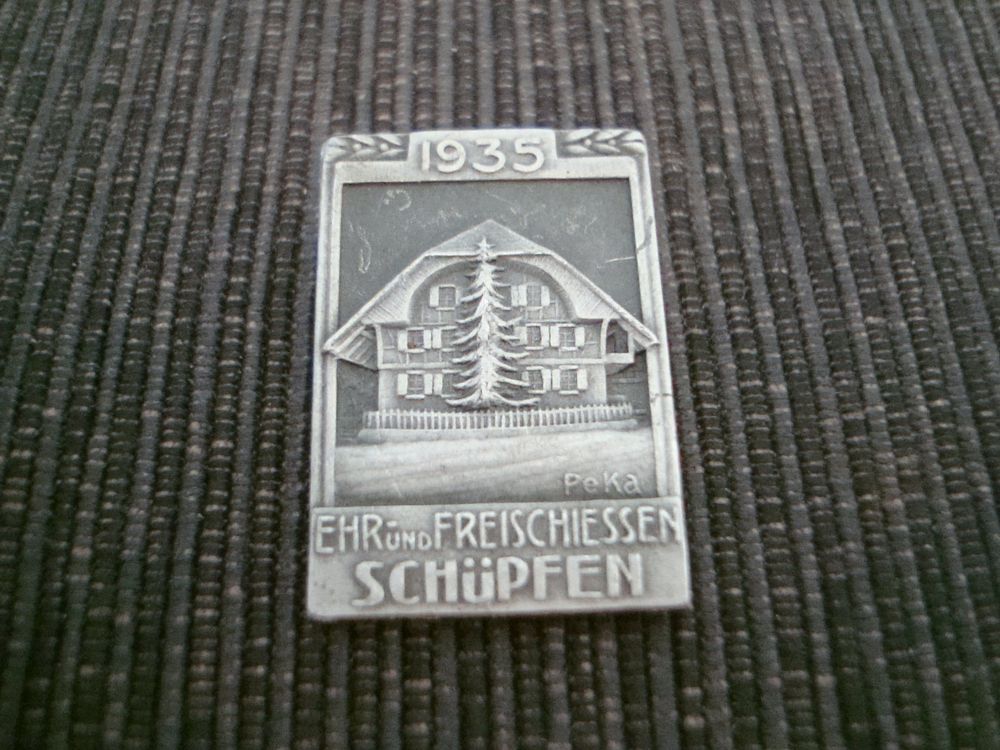 1935
PeKa
EHR und FREISCHIESSEN
SCHüPFEN